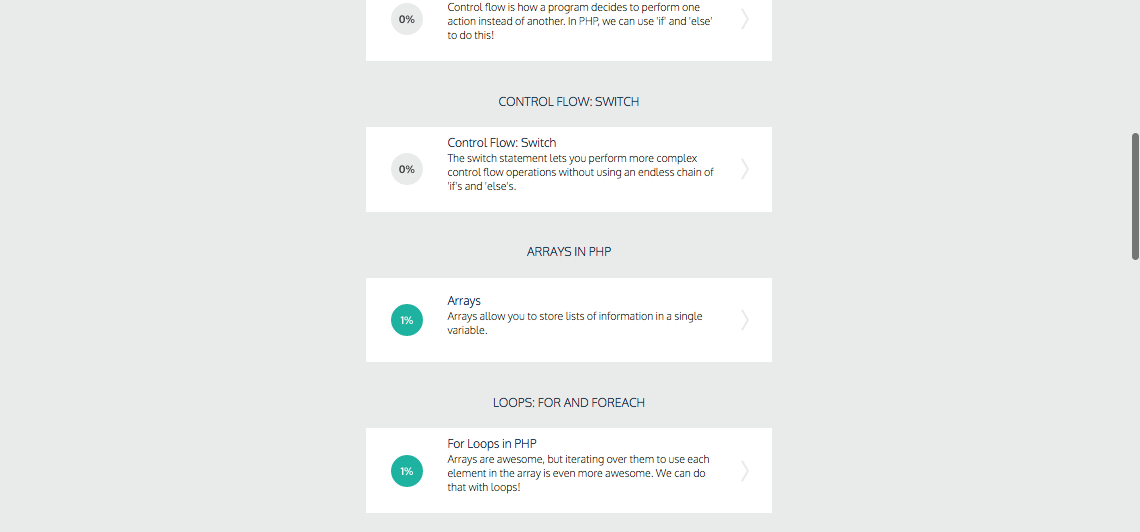 Control flow is how a program decides to perform one
0%
action instead of another. In PHP, we can use 'if' and 'else'
to do this!
CONTROL FLOW: SWITCH
Control Flow: Switch
The switch statement lets you perform more complex
0%
control flow operations without using an endless chain of
'if's and 'else's.
ARRAYS IN PHP
Arrays
Arrays allow you to store lists of information in a single
1%
variable.
LOOPS: FOR AND FOREACH
For Loops in PHP
Arrays are awesome, but iterating over them to use each
1%
element in the array is even more awesome. We can do
that with loops!